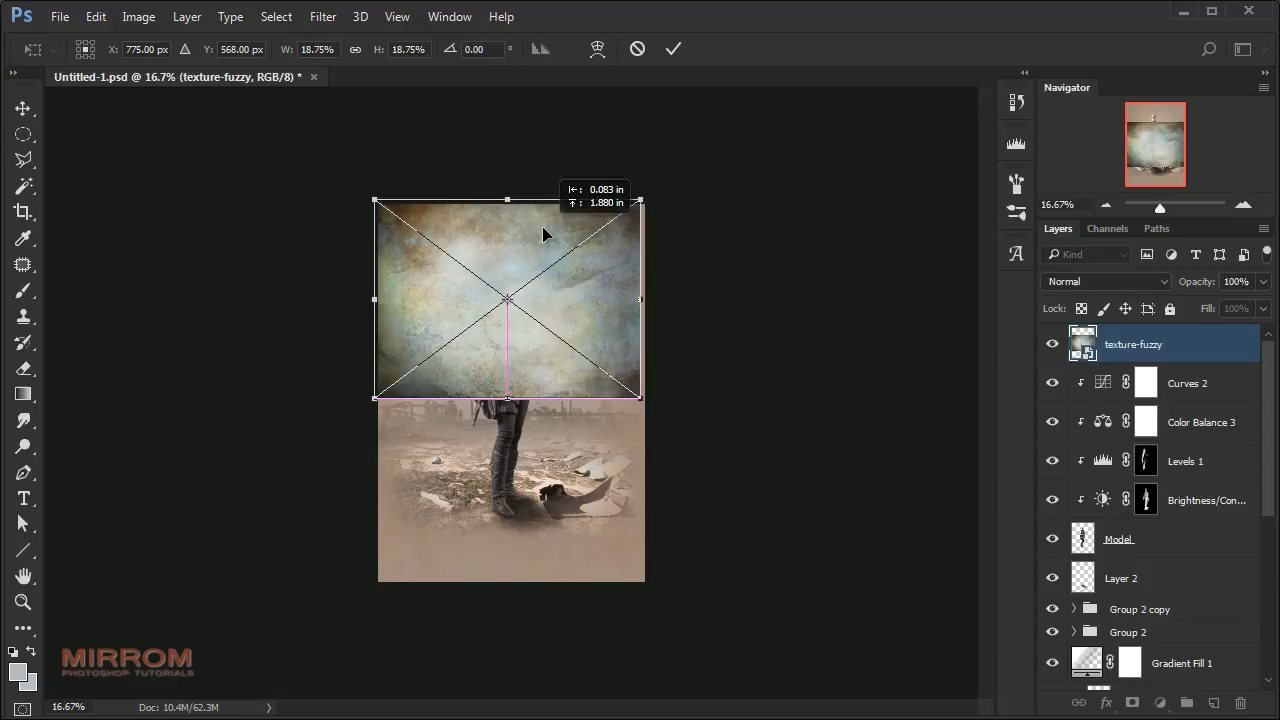 Ps File Edit Image Layer Type Select Filter 3D View Window Help
X: 775.00 px Y: 568.00 px W: 18.75% H: 18.75% 0.00 °
Untitled-1.psd @ 16.7% (texture-fuzzy, RGB/8) * ×
Navigator
0.083 in
1.880 in
16.67%
Layers Channels Paths
Kind
Normal Opacity: 100%
Lock: Fill: 100%
texture-fuzzy
Curves 2
Color Balance 3
Levels 1
Brightness/Con...
Model
Layer 2
Group 2 copy
Group 2
Gradient Fill 1
MIRROM
PHOTOSHOP TUTORIALS
16.67% Doc: 10.4M/62.3M